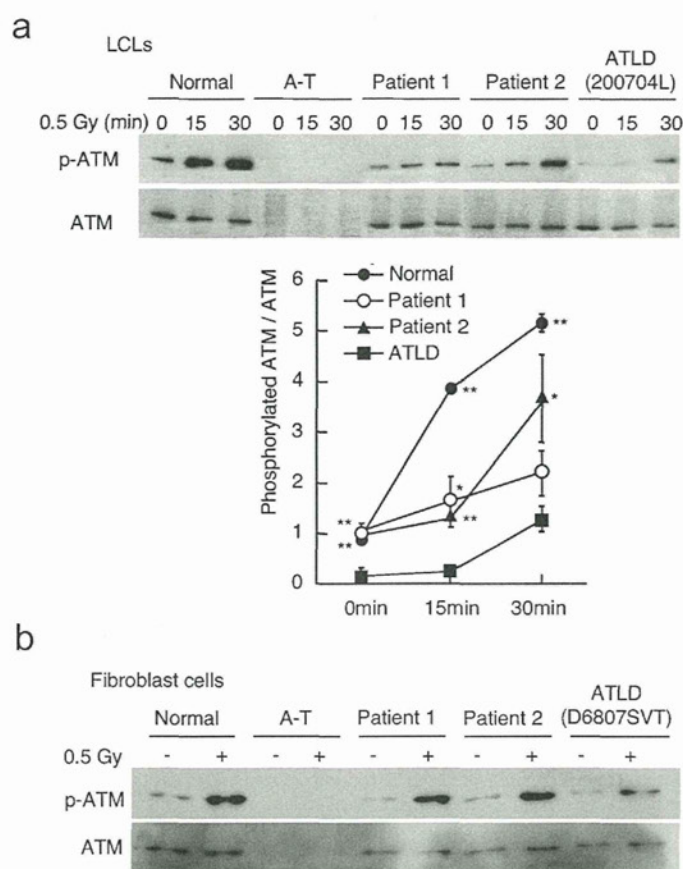 a
LCLs
Normal A-T Patient 1 Patient 2 ATLD
(200704L)
0.5 Gy (min) 0 15 30 0 15 30 0 15 30 0 15 30 0 15 30
p-ATM
ATM
Phosphorylated ATM / ATM
6
5
4
3
2
1
0
Normal
Patient 1
Patient 2
ATLD
**
**
**
*
**
**
*
0min 15min 30min
b
Fibroblast cells
Normal A-T Patient 1 Patient 2 ATLD
(D6807SVT)
0.5 Gy - + - + - + - + - +
p-ATM
ATM